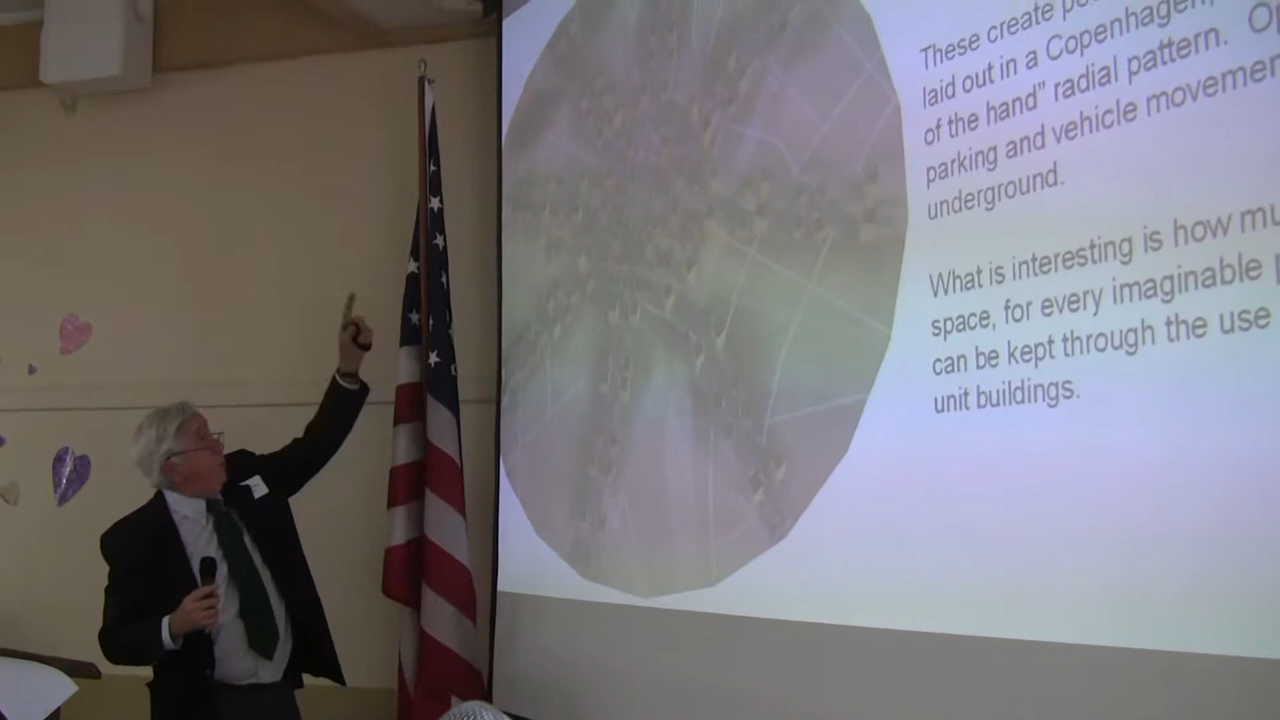 These create
laid out in a Copenhagen,
of the hand" radial pattern.
parking and vehicle
underground.
What is interesting is how
space, for every imaginable
can be kept through the use
unit buildings.